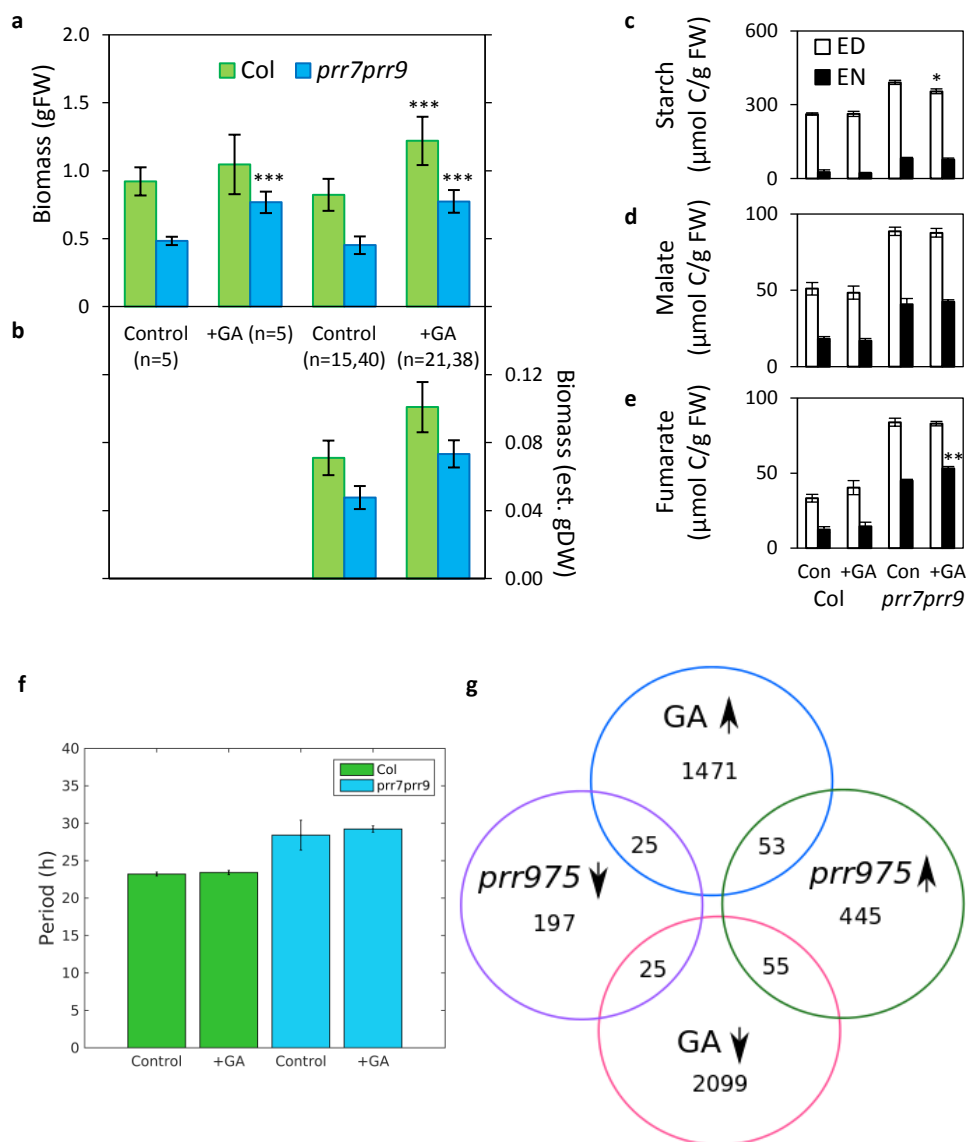 a
2.0
1.5
1.0
0.5
0
Biomass (gFW)
Col
prr7prr9
***
***
***
Control
(n=5)
+GA (n=5)
Control
(n=15,40)
+GA
(n=21,38)
b
0.12
0.08
0.04
0.00
Biomass (est. gDW)
c
600
300
0
Starch
(µmol C/g FW)
ED
EN
*
d
100
50
0
Malate
(µmol C/g FW)
e
100
50
0
Fumarate
(µmol C/g FW)
**
Con +GA Con +GA
Col prr7prr9
f
40
35
30
25
20
15
10
5
0
Period (h)
Col
prr7prr9
Control +GA Control +GA
g
GA
1471
25
53
prr975
197
prr975
445
25
55
GA
2099